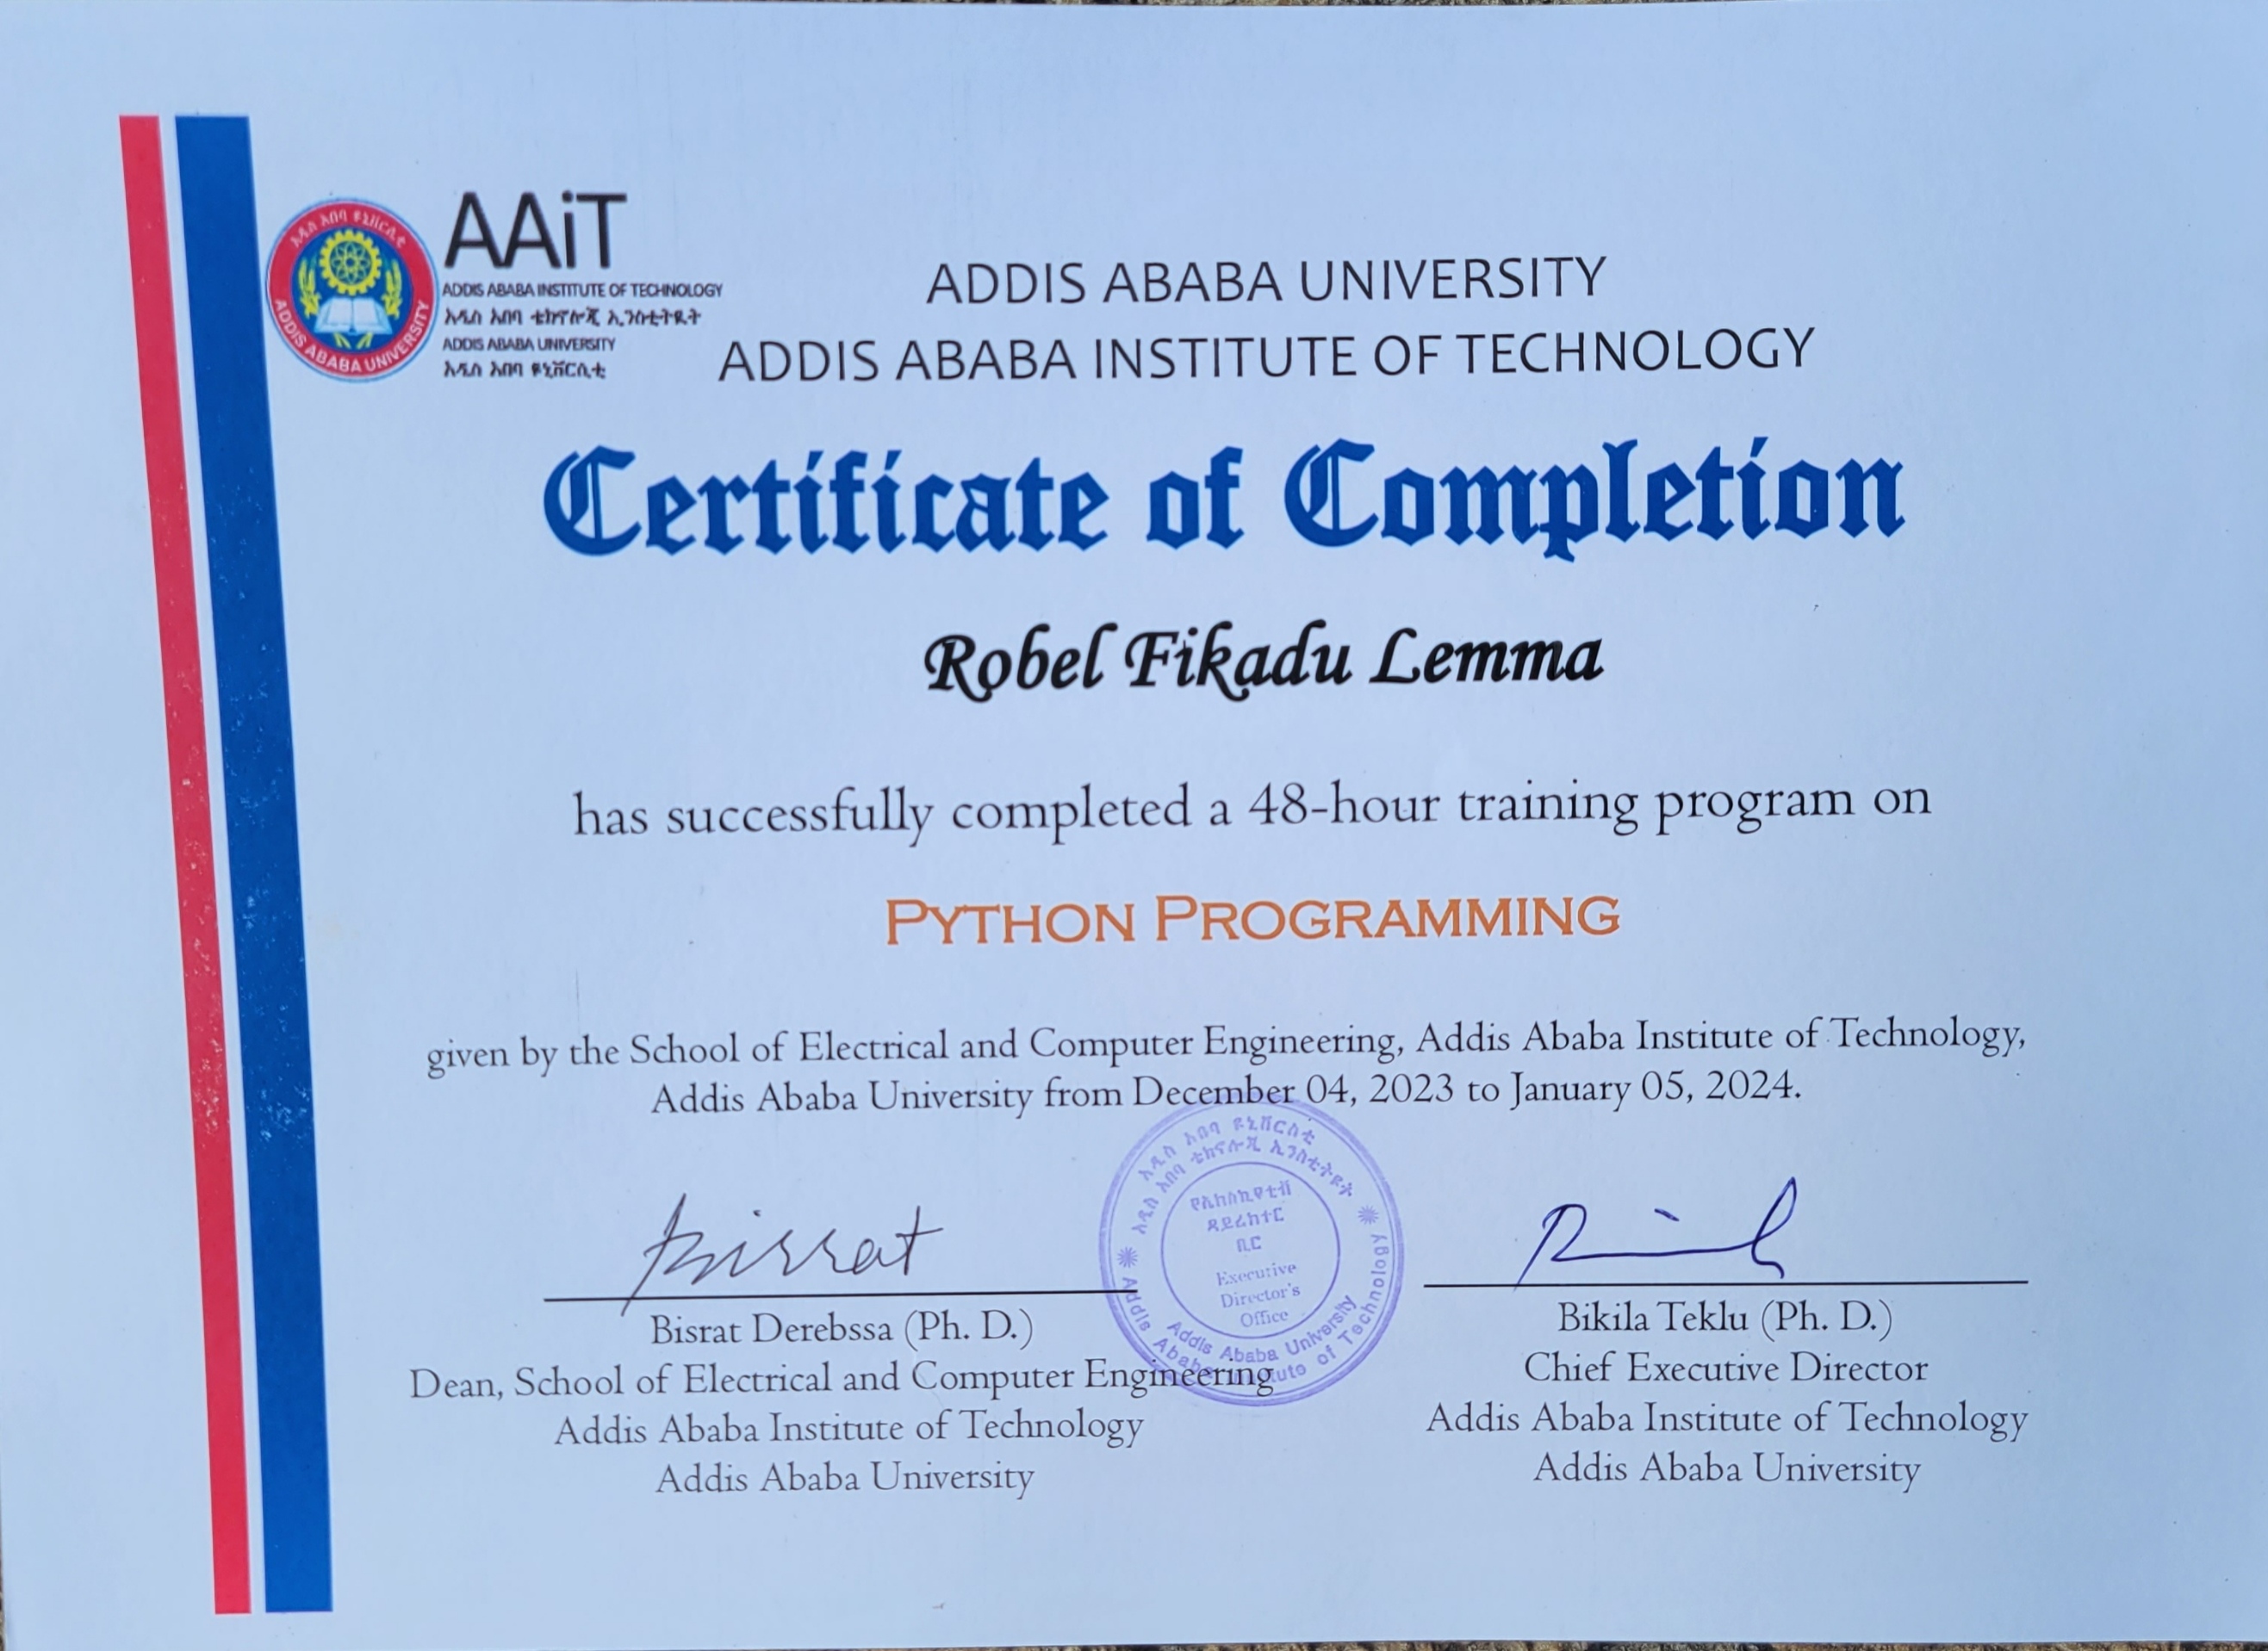 አዲስ አበባ ዩኒቨርሲቲ
ADDIS ABABA UNIVERSITY
AAiT
ADDIS ABABA INSTITUTE OF TECHNOLOGY
አዲስ አበባ ቴክኖሎጂ ኢንስቲትዩት
ADDIS ABABA UNIVERSITY
አዲስ አበባ ዩኒቨርሲቲ
ADDIS ABABA UNIVERSITY
ADDIS ABABA INSTITUTE OF TECHNOLOGY
Certificate of Completion
Robel Fikadu Lemma
has successfully completed a 48-hour training program on
PYTHON PROGRAMMING
given by the School of Electrical and Computer Engineering, Addis Ababa Institute of Technology,
Addis Ababa University from December 04, 2023 to January 05, 2024.
አዲስ አበባ ዩኒቨርሲቲ
አዲስ አበባ ቴክኖሎጂ ኢንስቲትዩት
ዳይሬክተር
ቢሮ
Executive
Director's
Office
Addis Ababa University
Addis Ababa Institute of Technology
Bisrat
Bisrat Derebssa (Ph. D.)
Dean, School of Electrical and Computer Engineering
Addis Ababa Institute of Technology
Addis Ababa University
Bikila Teklu (Ph. D.)
Chief Executive Director
Addis Ababa Institute of Technology
Addis Ababa University